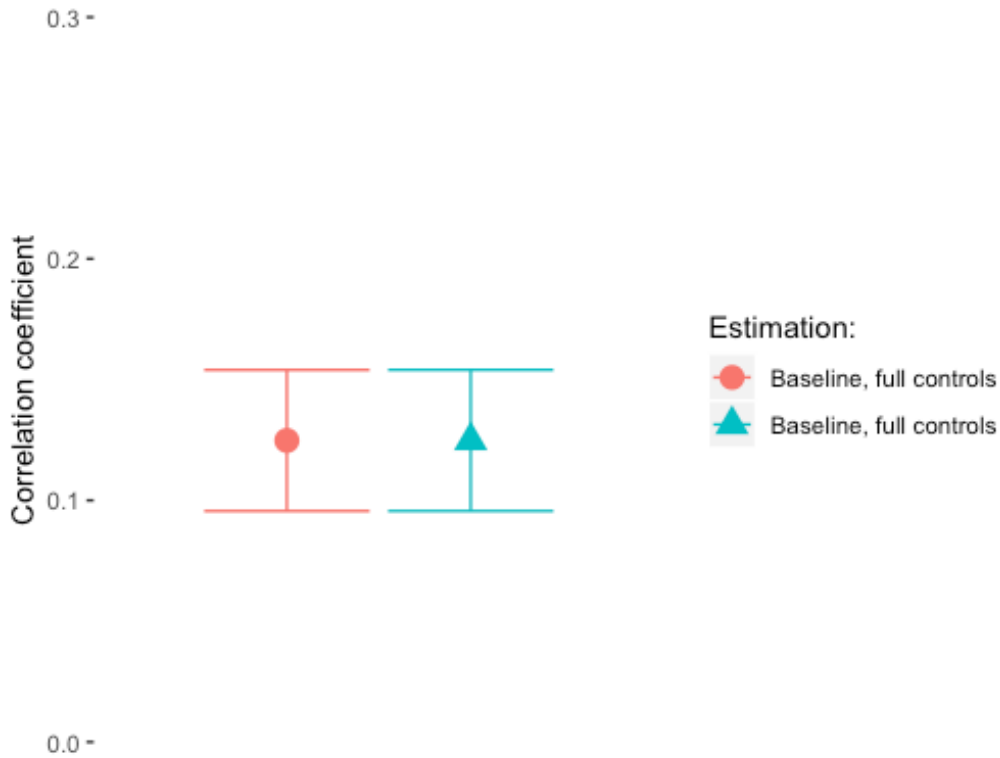 0.3
0.2
0.1
0.0
Correlation coefficient
Estimation:
Baseline, full controls
Baseline, full controls